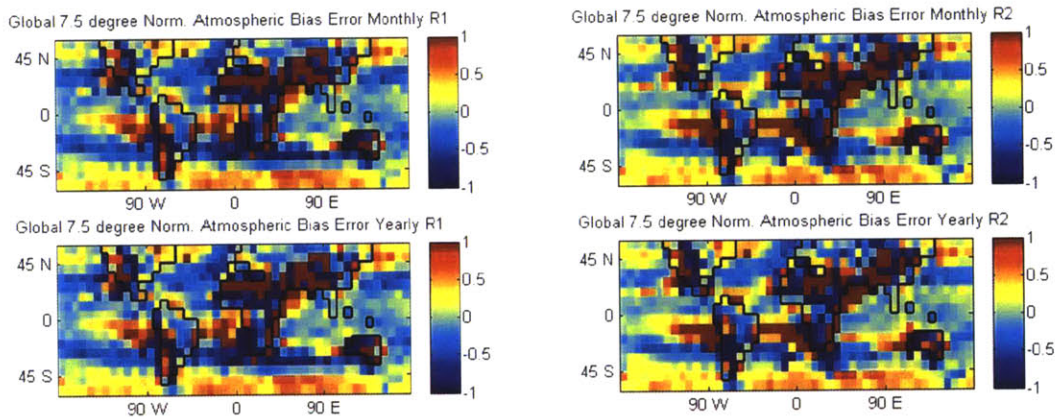 Global 7.5 degree Norm. Atmospheric Bias Error Monthly R1
45 N
0
45 S
90 W 0 90 E
1
0.5
0
-0.5
-1
Global 7.5 degree Norm. Atmospheric Bias Error Monthly R2
45 N
0
45 S
90 W 0 90 E
1
0.5
0
-0.5
-1
Global 7.5 degree Norm. Atmospheric Bias Error Yearly R1
45 N
0
45 S
90 W 0 90 E
1
0.5
0
-0.5
-1
Global 7.5 degree Norm. Atmospheric Bias Error Yearly R2
45 N
0
45 S
90 W 0 90 E
1
0.5
0
-0.5
-1